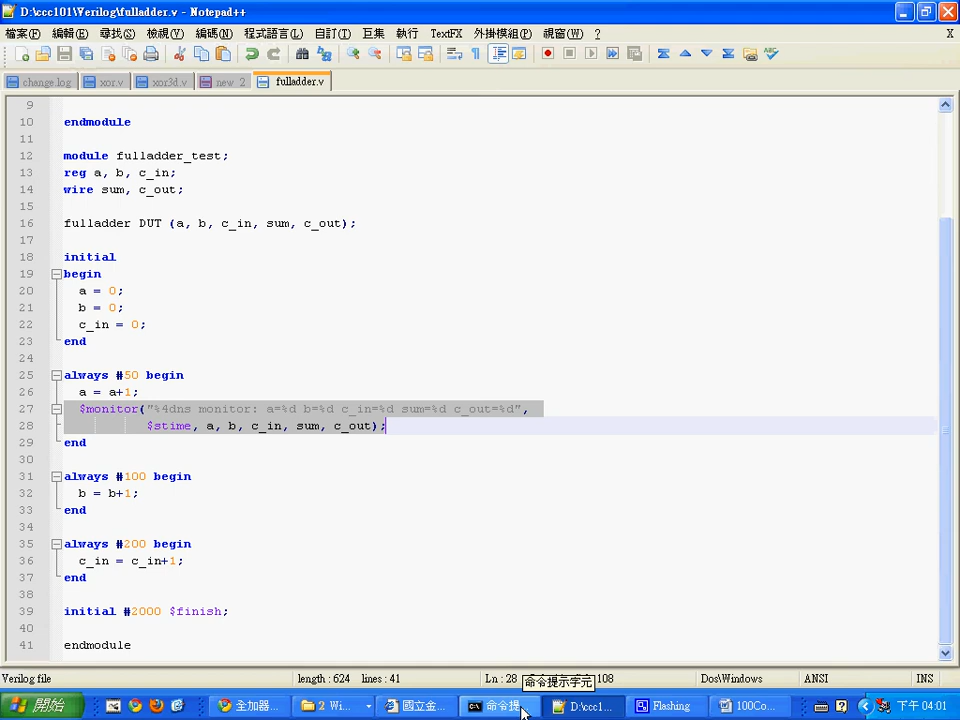 D:\ccc101\Verilog\fulladder.v - Notepad++
檔案(F) 編輯(E) 尋找(S) 檢視(V) 編碼(N) 程式語言(L) 自訂(T) 巨集 執行 TextFX 外掛模組(P) 視窗(W) ? X
change.log xor.v xor3d.v new 2 fulladder.v
9
10 endmodule
11
12 module fulladder_test;
13 reg a, b, c_in;
14 wire sum, c_out;
15
16 fulladder DUT (a, b, c_in, sum, c_out);
17
18 initial
19 begin
20 a = 0;
21 b = 0;
22 c_in = 0;
23 end
24
25 always #50 begin
26 a = a+1;
27 $monitor("%4dns monitor: a=%d b=%d c_in=%d sum=%d c_out=%d",
28 $stime, a, b, c_in, sum, c_out);
29 end
30
31 always #100 begin
32 b = b+1;
33 end
34
35 always #200 begin
36 c_in = c_in+1;
37 end
38
39 initial #2000 $finish;
40
41 endmodule
Verilog file length : 624 lines : 41 Ln : 28 108 Dos\Windows ANSI INS
命令提示字元
開始 全加器... 2 Wi... 國立金... 命令提... D:\ccc1... Flashing 100Co... 下午 04:01